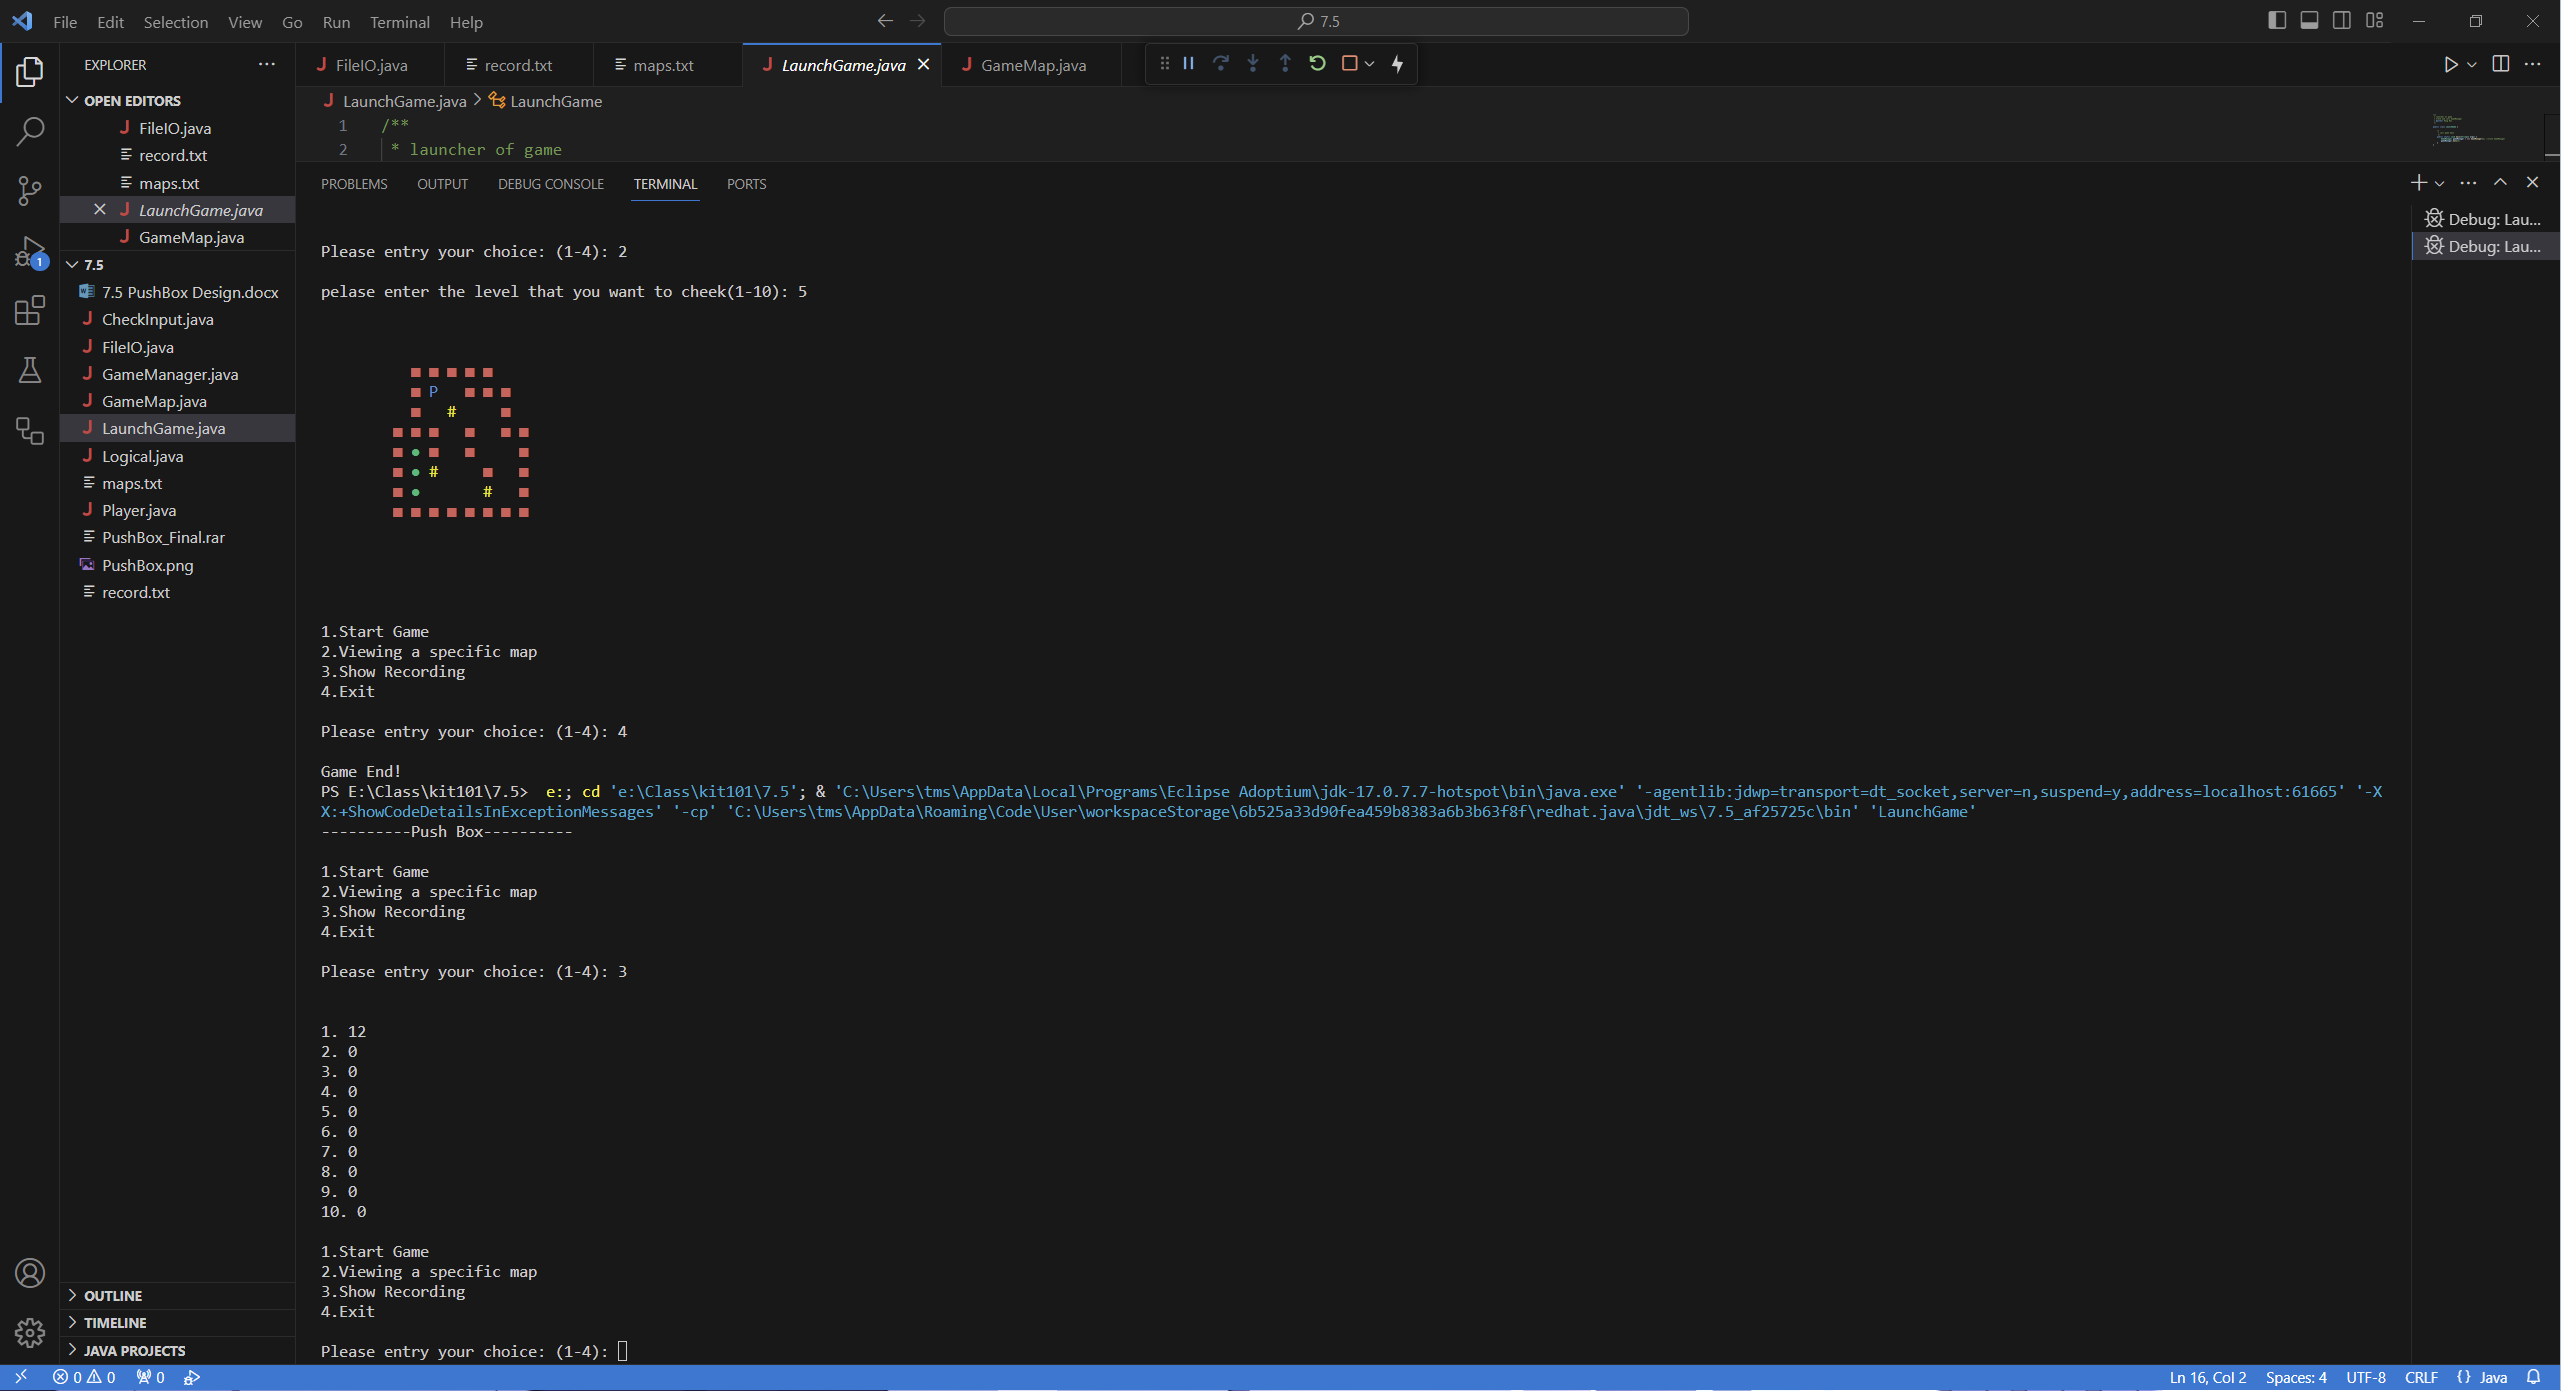 File Edit Selection View Go Run Terminal Help
7.5
EXPLORER
FileIO.java record.txt maps.txt LaunchGame.java GameMap.java
OPEN EDITORS
FileIO.java
record.txt
maps.txt
LaunchGame.java
GameMap.java
7.5
7.5 PushBox Design.docx
CheckInput.java
FileIO.java
GameManager.java
GameMap.java
LaunchGame.java
Logical.java
maps.txt
Player.java
PushBox_Final.rar
PushBox.png
record.txt
OUTLINE
TIMELINE
JAVA PROJECTS
LaunchGame.java > LaunchGame
1 /**
2 * launcher of game
PROBLEMS OUTPUT DEBUG CONSOLE TERMINAL PORTS
Debug: Lau...
Debug: Lau...
Please entry your choice: (1-4): 2
pelase enter the level that you want to cheek(1-10): 5
■ ■ ■ ■ ■
■ P ■ ■ ■
■ # ■
■ ■ ■ ■ ■ ■
■ ● ■ ■ ■
■ ● # ■ ■
■ ● # ■
■ ■ ■ ■ ■ ■ ■ ■
1.Start Game
2.Viewing a specific map
3.Show Recording
4.Exit
Please entry your choice: (1-4): 4
Game End!
PS E:\Class\kit101\7.5> e:; cd 'e:\Class\kit101\7.5'; & 'C:\Users\tms\AppData\Local\Programs\Eclipse Adoptium\jdk-17.0.7.7-hotspot\bin\java.exe' '-agentlib:jdwp=transport=dt_socket,server=n,suspend=y,address=localhost:61665' '-X
X:+ShowCodeDetailsInExceptionMessages' '-cp' 'C:\Users\tms\AppData\Roaming\Code\User\workspaceStorage\6b525a33d90fea459b8383a6b3b63f8f\redhat.java\jdt_ws\7.5_af25725c\bin' 'LaunchGame'
----------Push Box----------
1.Start Game
2.Viewing a specific map
3.Show Recording
4.Exit
Please entry your choice: (1-4): 3
1. 12
2. 0
3. 0
4. 0
5. 0
6. 0
7. 0
8. 0
9. 0
10. 0
1.Start Game
2.Viewing a specific map
3.Show Recording
4.Exit
Please entry your choice: (1-4):
0 0 0 Ln 16, Col 2 Spaces: 4 UTF-8 CRLF {} Java
1